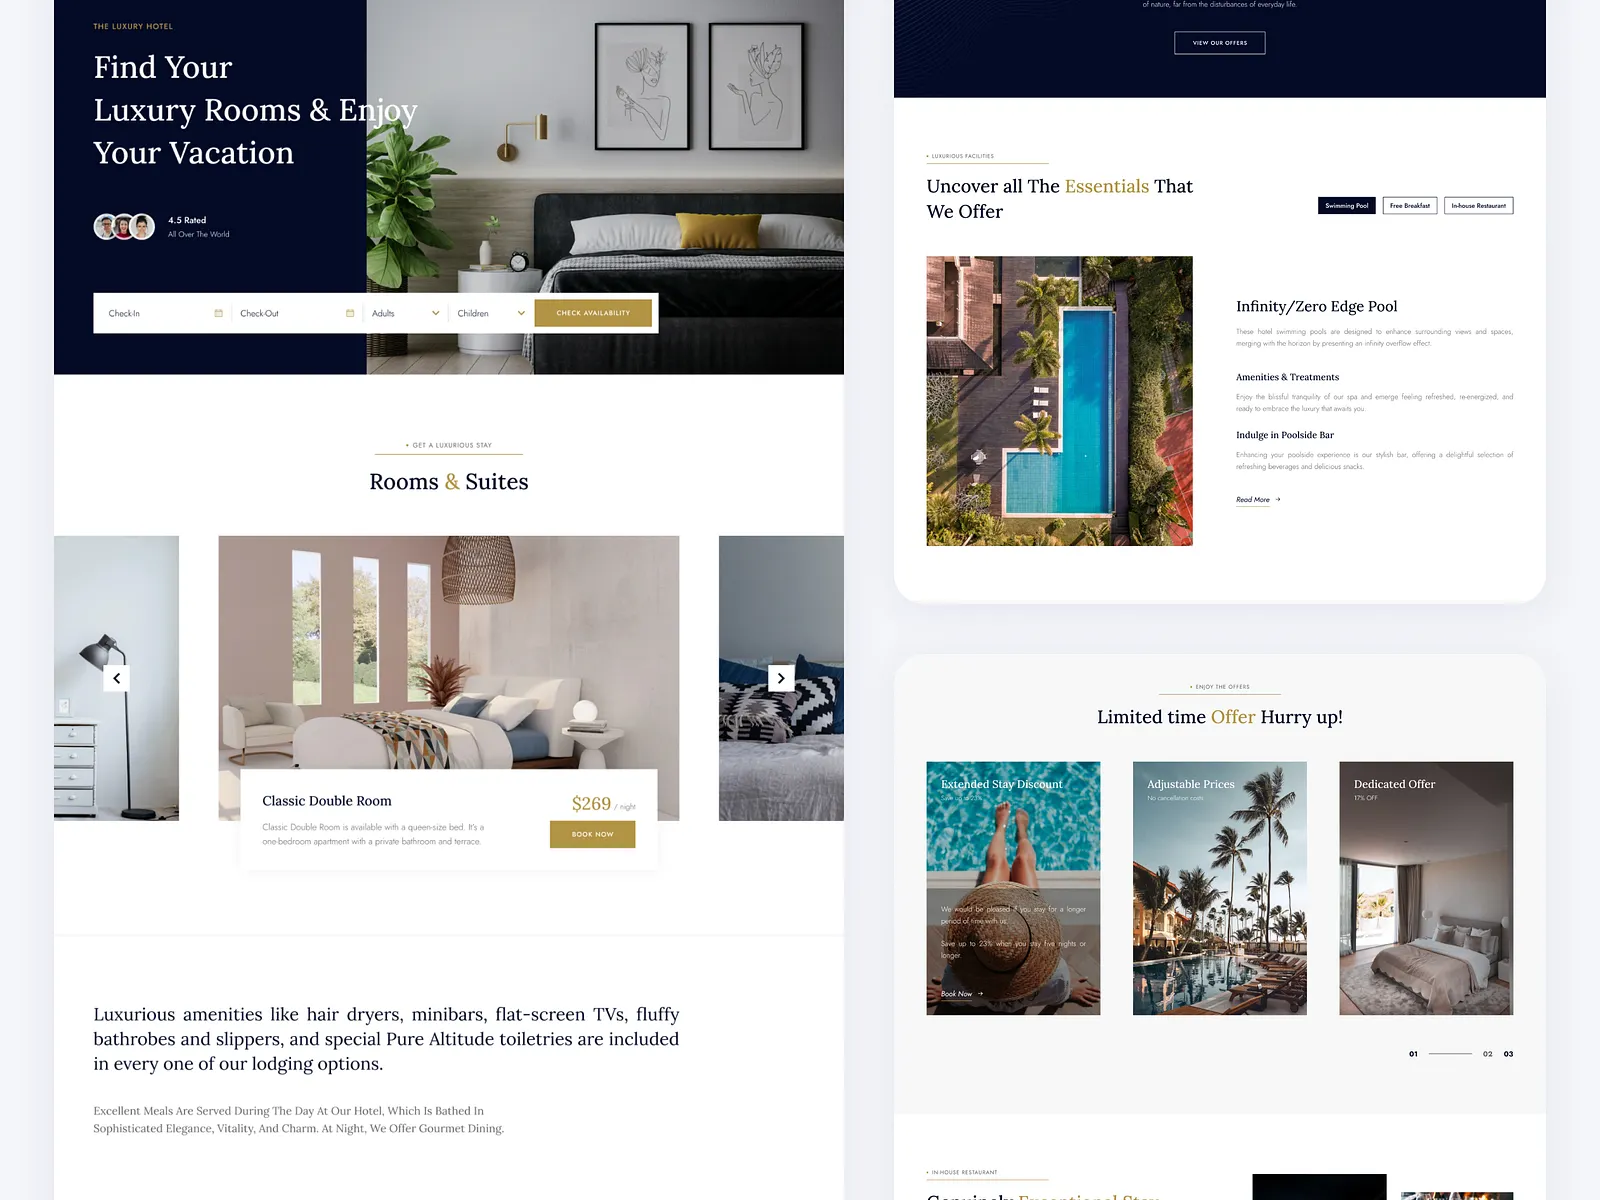 THE LUXURY HOTEL
Find Your
Luxury Rooms & Enjoy
Your Vacation
4.5 Rated
All Over The World
Check-In
Check-Out
Adults
Children
CHECK AVAILABILITY
• GET A LUXURIOUS STAY
Rooms & Suites
Classic Double Room
$269 / night
Classic Double Room is available with a queen-size bed. It's a
one-bedroom apartment with a private bathroom and terrace.
BOOK NOW
Luxurious amenities like hair dryers, minibars, flat-screen TVs, fluffy
bathrobes and slippers, and special Pure Altitude toiletries are included
in every one of our lodging options.
Excellent Meals Are Served During The Day At Our Hotel, Which Is Bathed In
Sophisticated Elegance, Vitality, And Charm. At Night, We Offer Gourmet Dining.
of nature, far from the disturbances of everyday life.
VIEW OUR OFFERS
• LUXURIOUS FACILITIES
Uncover all The Essentials That
We Offer
Swimming Pool
Free Breakfast
In-house Restaurant
Infinity/Zero Edge Pool
These hotel swimming pools are designed to enhance surrounding views and spaces,
merging with the horizon by presenting an infinity overflow effect.
Amenities & Treatments
Enjoy the blissful tranquility of our spa and emerge feeling refreshed, re-energized, and
ready to embrace the luxury that awaits you.
Indulge in Poolside Bar
Enhancing your poolside experience is our stylish bar, offering a delightful selection of
refreshing beverages and delicious snacks.
Read More →
• ENJOY THE OFFERS
Limited time Offer Hurry up!
Extended Stay Discount
Save up to 23%
We would be pleased if you stay for a longer
period of time with us.
Save up to 23% when you stay five nights or
longer.
Book Now →
Adjustable Prices
No cancellation costs
Dedicated Offer
17% OFF
01
02
03
• IN-HOUSE RESTAURANT
Genuinely Exceptional Stay